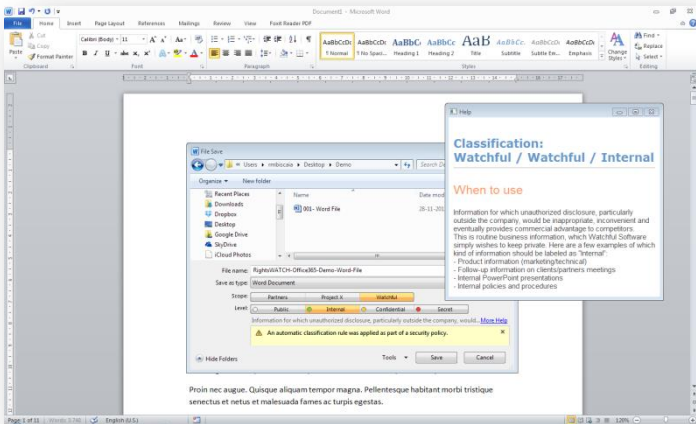 Document1 - Microsoft Word
File Home Insert Page Layout References Mailings Review View Foxit Reader PDF
Cut
Copy
Format Painter
Paste
Clipboard
Calibri (Body) 11
Font
Paragraph
AaBbCcDc AaBbCcDc AaBbC AaBbCc AaB AaBbCc. AaBbCcDt AaBbCcDt
¶ Normal ¶ No Spaci... Heading 1 Heading 2 Title Subtitle Subtle Em... Emphasis
Styles
Change Styles
Find
Replace
Select
Editing
Help
Classification:
Watchful / Watchful / Internal
When to use
Information for which unauthorized disclosure, particularly
outside the company, would be inappropriate, inconvenient and
eventually provides commercial advantage to competitors.
This is routine business information, which Watchful Software
simply wishes to keep private. Here are a few examples of which
kind of information should be labeled as "Internal":
- Product information (marketing/technical)
- Follow-up information on clients/partners meetings
- Internal PowerPoint presentations
- Internal policies and procedures
File Save
« Users ▸ rmbiocaia ▸ Desktop ▸ Demo
Organize New folder
Recent Places
Downloads
Dropbox
Desktop
Google Drive
SkyDrive
iCloud Photos
Name Date mod
001- Word File 28-11-201
File name: RightsWATCH-Office365-Demo-Word-File
Save as type: Word Document
Scope: Partners Project X Watchful
Level: Public Internal Confidential Secret
Information for which unauthorized disclosure, particularly outside the company, would... More Help
An automatic classification rule was applied as part of a security policy.
Hide Folders Tools Save Cancel
Proin nec augue. Quisque aliquam tempor magna. Pellentesque habitant morbi tristique
senectus et netus et malesuada fames ac turpis egestas.
Page: 1 of 11 Words: 3.746 English (U.S.) 120%